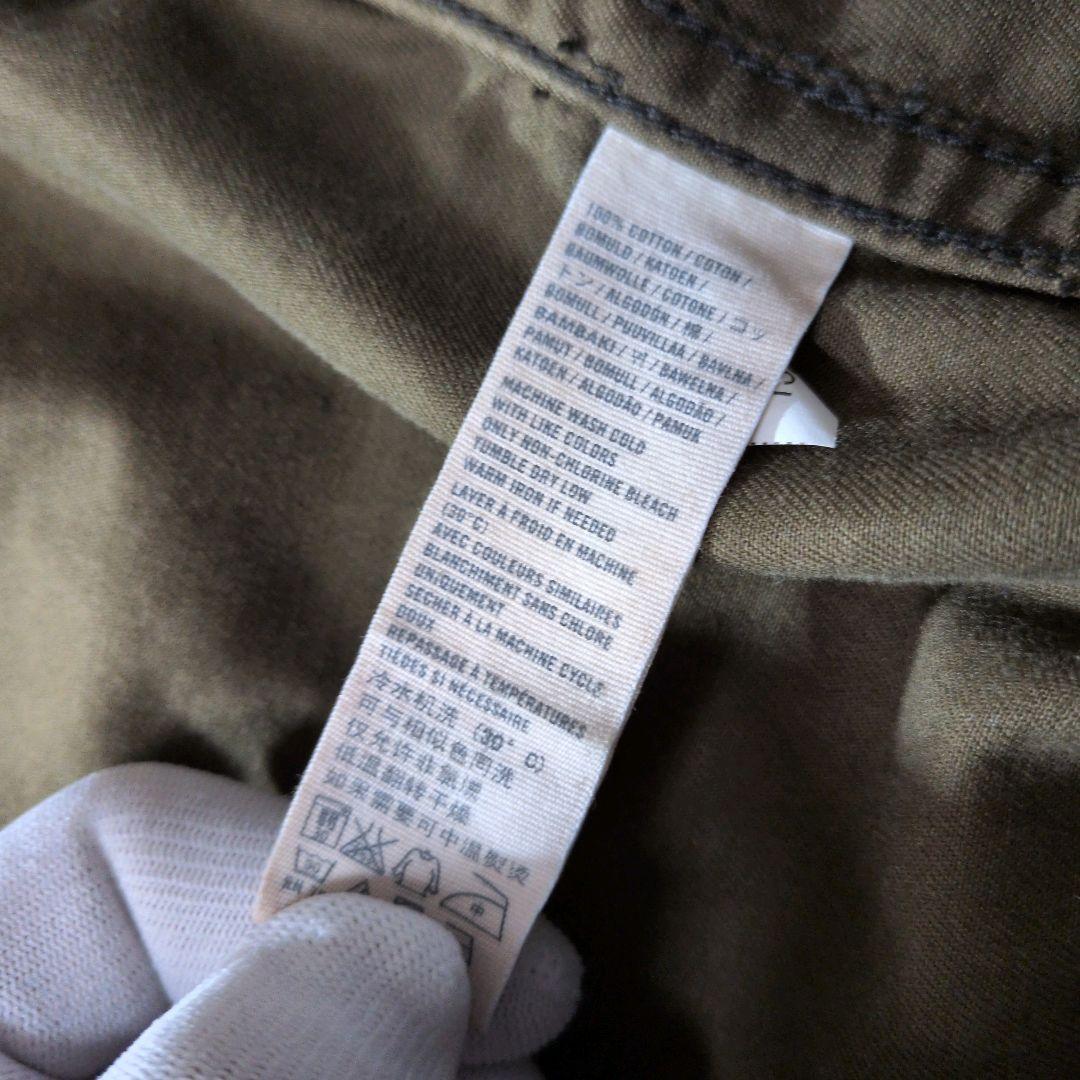 100% COTTON / COTON /
BOMULD / KATOEN /
BAUMWOLLE / COTONE / コッ
トン / ALGODÓN / 棉 /
BOMULL / PUUVILLAA / BAVLNA /
BAMBAKI / 면 / BAWEŁNA /
PAMUT / BOMULL / ALGODÃO /
KATOEN / ALGODÃO / PAMUK
MACHINE WASH COLD
WITH LIKE COLORS
ONLY NON-CHLORINE BLEACH
TUMBLE DRY LOW
WARM IRON IF NEEDED
LAVER À FROID EN MACHINE
(30°C)
AVEC COULEURS SIMILAIRES
BLANCHIMENT SANS CHLORE
UNIQUEMENT
SECHER À LA MACHINE CYCLE
DOUX
REPASSAGE À TEMPÉRATURES
TIÈDES SI NÉCESSAIRE
冷水机洗 (30° C)
可与相似色同洗
仅允许非氯漂
低温翻转干燥
如果需要可中温熨烫
中